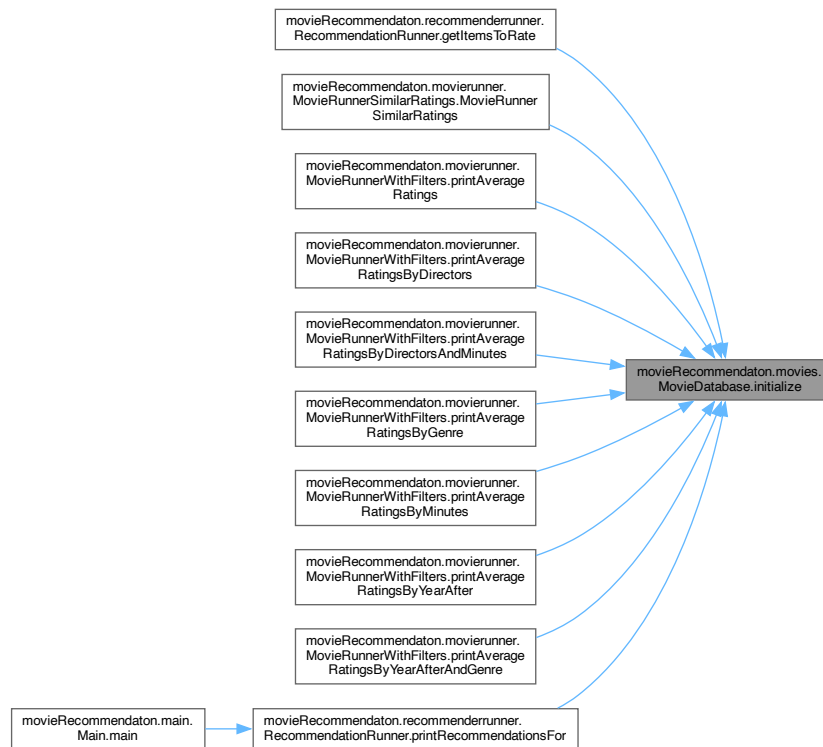 movieRecommendaton.recommenderrunner.
RecommendationRunner.getItemsToRate
movieRecommendaton.movierunner.
MovieRunnerSimilarRatings.MovieRunner
SimilarRatings
movieRecommendaton.movierunner.
MovieRunnerWithFilters.printAverage
Ratings
movieRecommendaton.movierunner.
MovieRunnerWithFilters.printAverage
RatingsByDirectors
movieRecommendaton.movierunner.
MovieRunnerWithFilters.printAverage
RatingsByDirectorsAndMinutes
movieRecommendaton.movies.
MovieDatabase.initialize
movieRecommendaton.movierunner.
MovieRunnerWithFilters.printAverage
RatingsByGenre
movieRecommendaton.movierunner.
MovieRunnerWithFilters.printAverage
RatingsByMinutes
movieRecommendaton.movierunner.
MovieRunnerWithFilters.printAverage
RatingsByYearAfter
movieRecommendaton.movierunner.
MovieRunnerWithFilters.printAverage
RatingsByYearAfterAndGenre
movieRecommendaton.main.
Main.main
movieRecommendaton.recommenderrunner.
RecommendationRunner.printRecommendationsFor